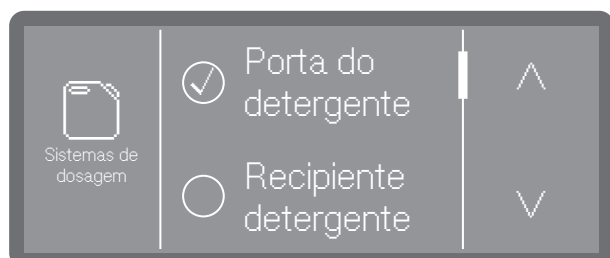 Sistemas de
dosagem
Porta do
detergente
Recipiente
detergente